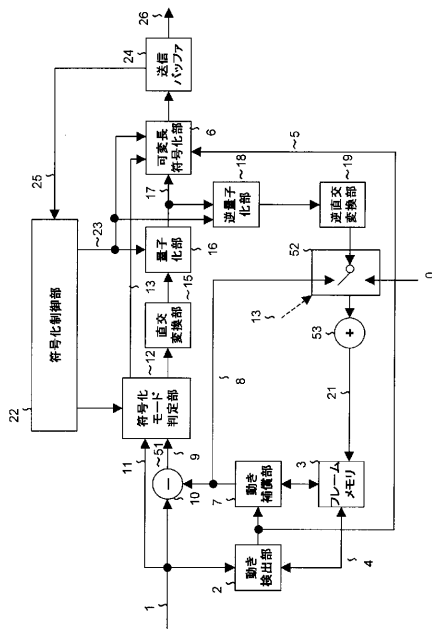 26
送信
バッファ
24
25
可変長
符号化部
6
5
~23
17
~18
逆量子
化部
~19
逆直交
変換部
符号化制御部
22
量子
化部
16
13
~15
直交
変換部
~12
52
13
0
53
+
符号化
モード
判定部
8
21
11
~51
9
−
10
動き
補償部
7
3
フレーム
メモリ
動き
検出部
2
4
1